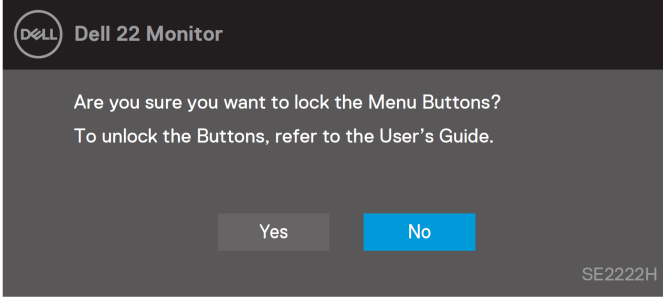 DELL
Dell 22 Monitor
Are you sure you want to lock the Menu Buttons?
To unlock the Buttons, refer to the User's Guide.
Yes
No
SE2222H